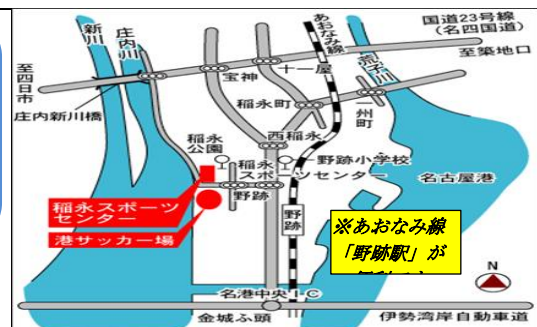 国道23号線
(名四国道)
至築地口
あおなみ線
荒子川
新川
庄内川
十一屋
宝神
至四日市
庄内新川橋
稲永町
一州町
西稲永
稲永公園
野跡小学校
稲永
スポーツセンター
名古屋港
稲永スポーツ
センター
野跡
港サッカー場
野跡
※あおなみ線
「野跡駅」が
N
名港中央IC
金城ふ頭
伊勢湾岸自動車道